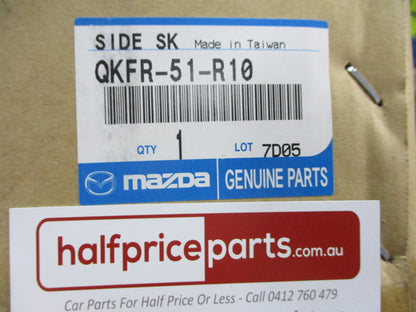 SIDE SK Made in Taiwan
QKFR-51-R10
QTY 1 LOT 7D05
mazda GENUINE PARTS
halfpriceparts.com.au
Car Parts For Half Price Or Less - Call 0412 760 479